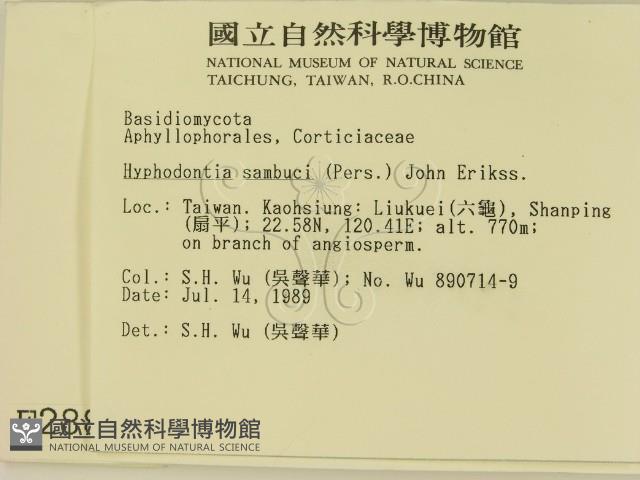 國立自然科學博物館
NATIONAL MUSEUM OF NATURAL SCIENCE
TAICHUNG, TAIWAN, R.O.CHINA
Basidiomycota
Aphyllophorales, Corticiaceae
Hyphodontia sambuci (Pers.) John Erikss.
Loc.: Taiwan. Kaohsiung: Liukuei(六龜), Shanping
(扇平); 22.58N, 120.41E; alt. 770m;
on branch of angiosperm.
Col.: S.H. Wu (吳聲華); No. Wu 890714-9
Date: Jul. 14, 1989
Det.: S.H. Wu (吳聲華)
國立自然科學博物館
NATIONAL MUSEUM OF NATURAL SCIENCE